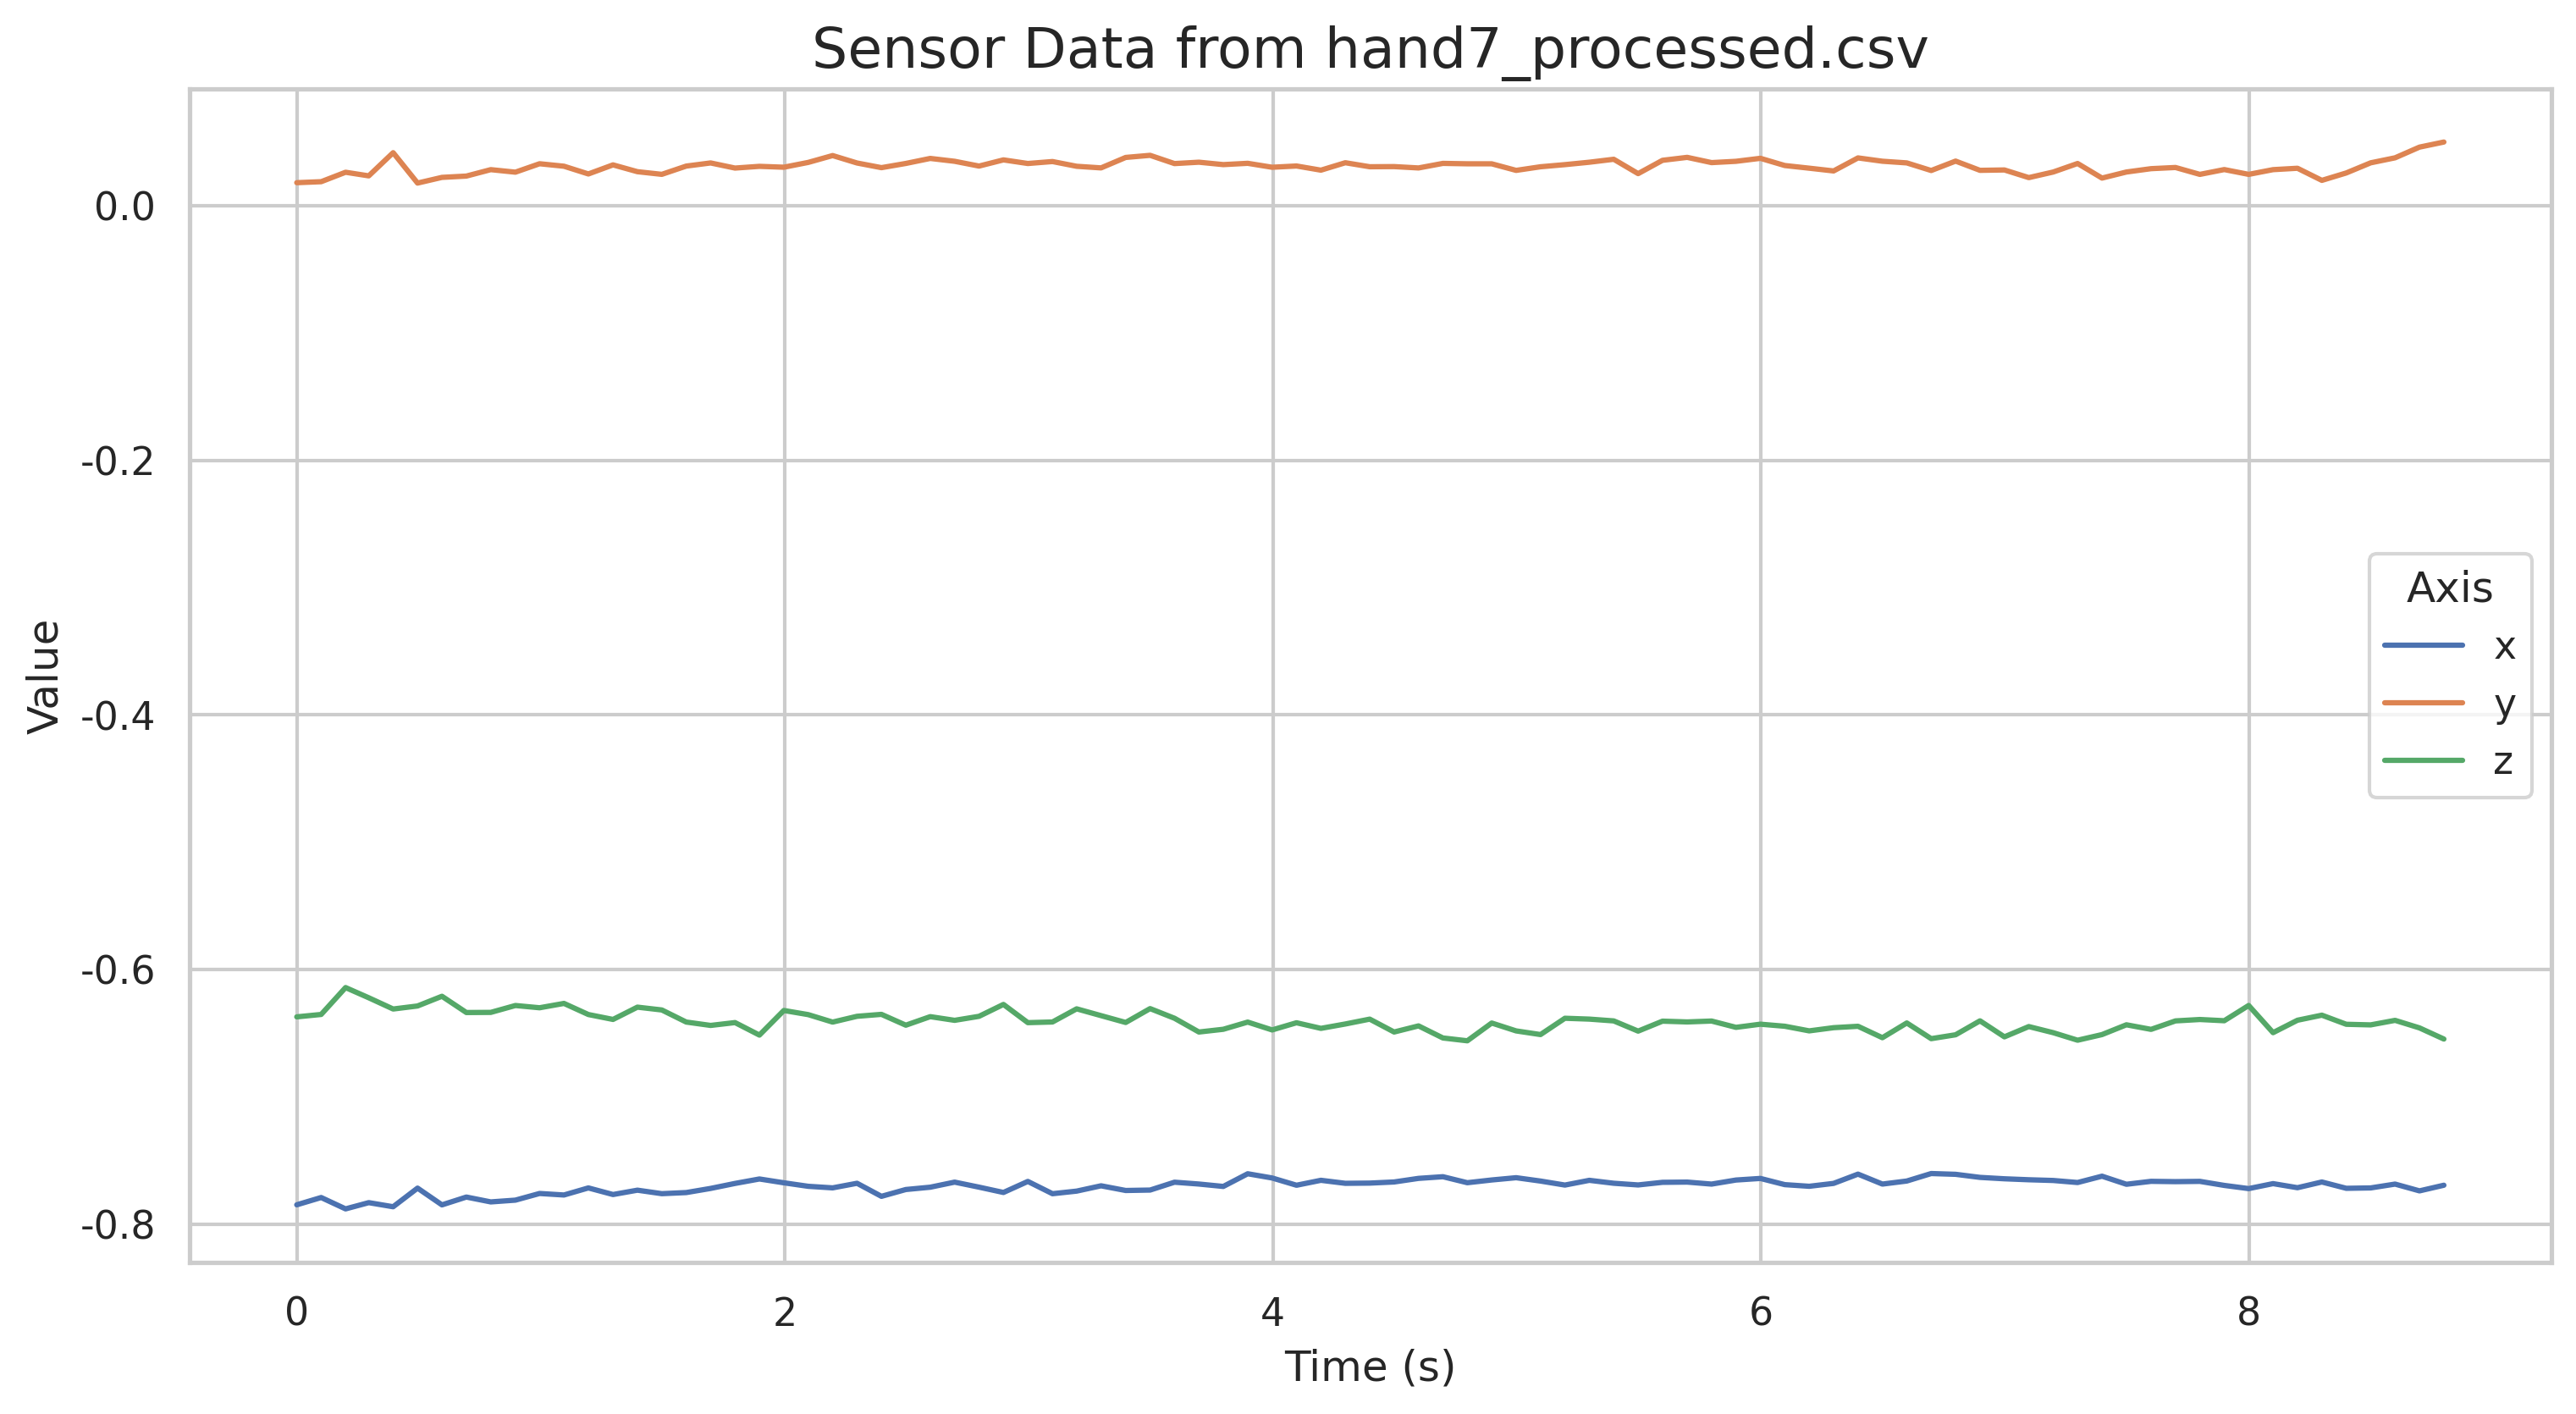 Sensor Data from hand7_processed.csv
Value
0.0
-0.2
-0.4
-0.6
-0.8
Axis
x
y
z
0 2 4 6 8
Time (s)